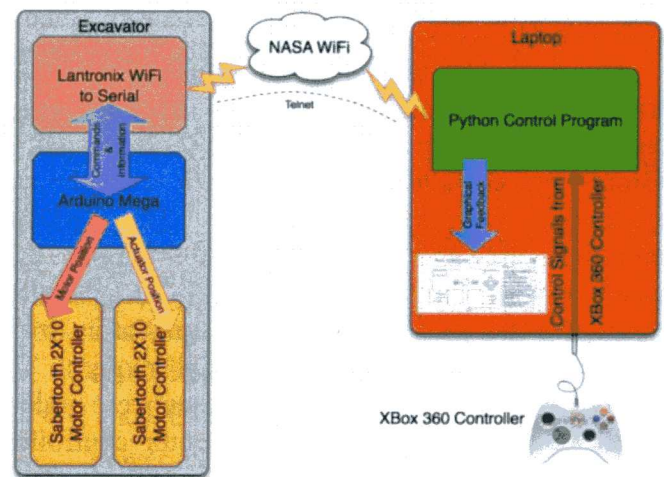 Excavator
Lantronix WiFi
to Serial
Commands
&
Information
Arduino Mega
Motor Position
Actuator Position
Sabertooth 2X10
Motor Controller
Sabertooth 2X10
Motor Controller
NASA WiFi
Telnet
Laptop
Python Control Program
Graphical
Feedback
Control Signals from
XBox 360 Controller
XBox 360 Controller